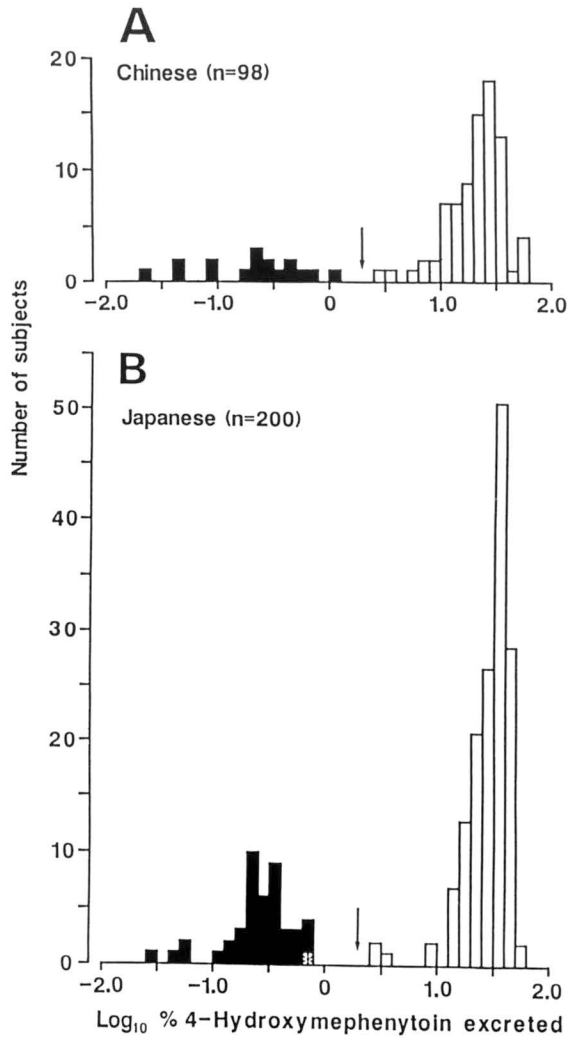 A
Chinese (n=98)
20
10
0
-2.0 -1.0 0 1.0 2.0
Number of subjects
B
Japanese (n=200)
50
40
30
20
10
0
-2.0 -1.0 0 1.0 2.0
Log10 % 4-Hydroxymephenytoin excreted